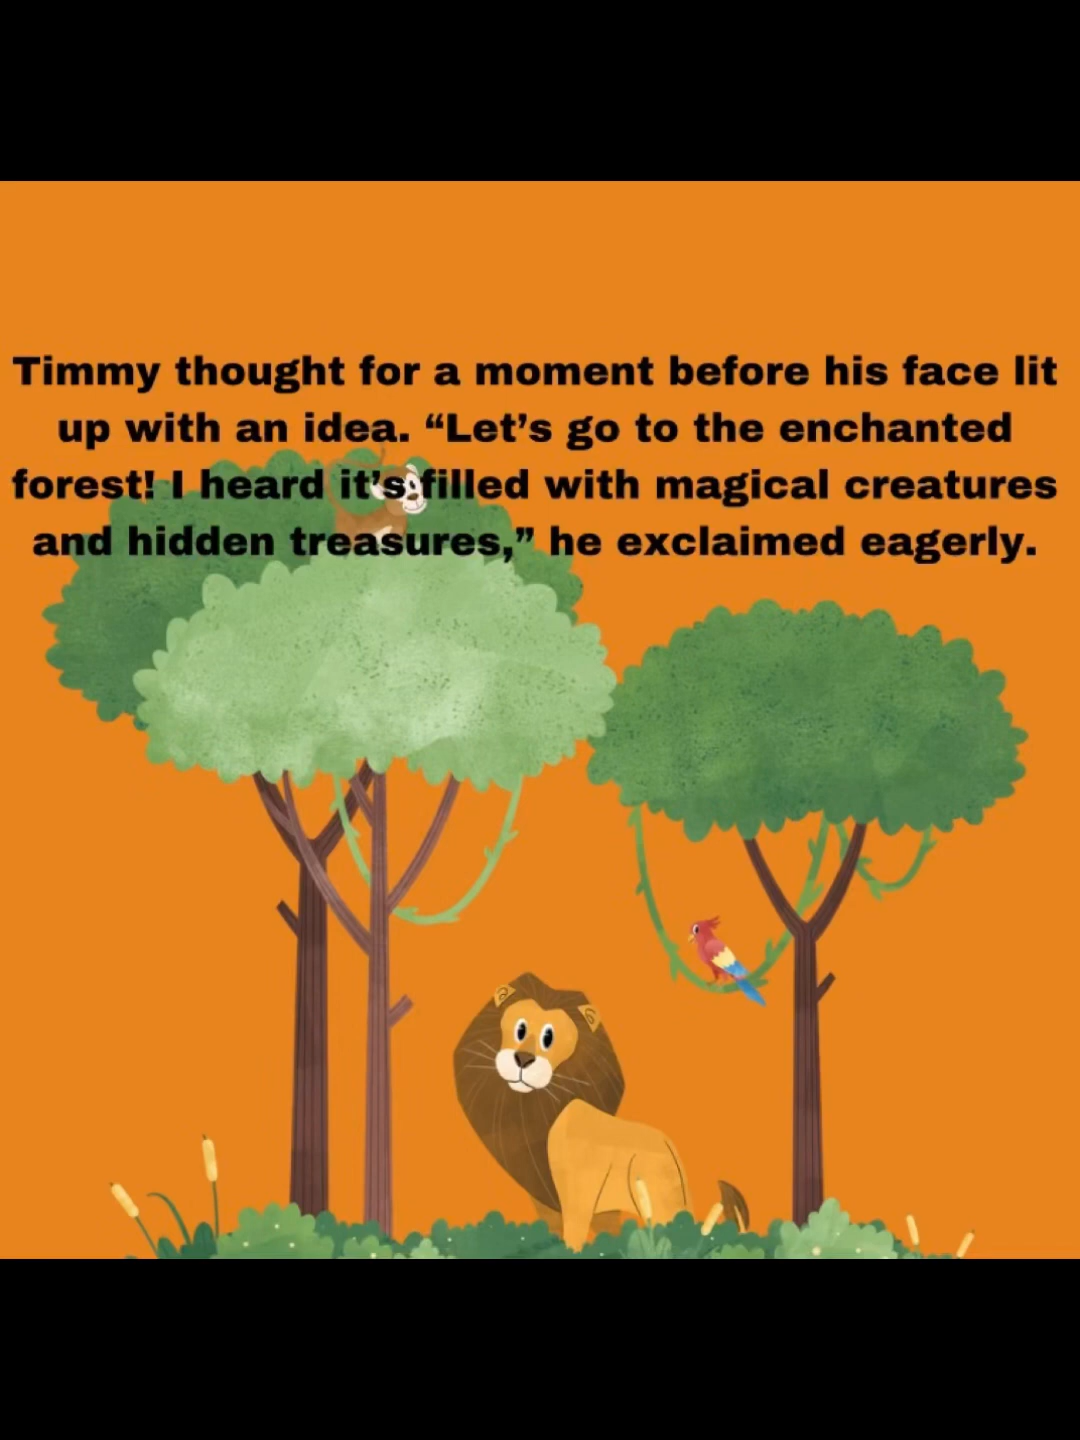 Timmy thought for a moment before his face lit
up with an idea. “Let’s go to the enchanted
forest! I heard it’s filled with magical creatures
and hidden treasures,” he exclaimed eagerly.